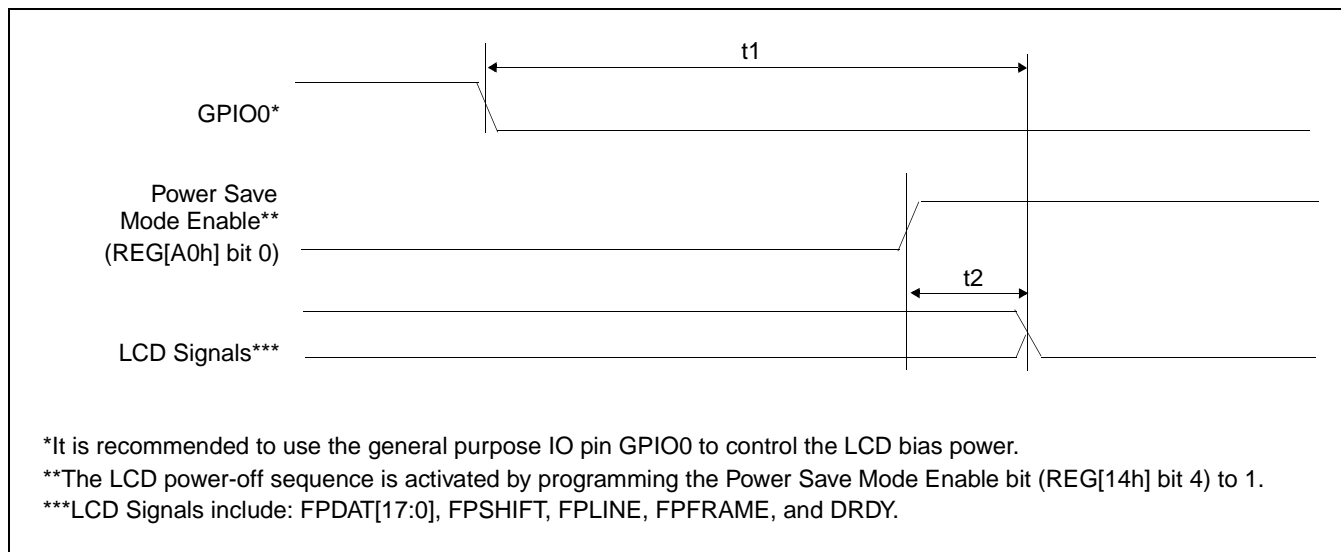 t1
GPIO0*
Power Save
Mode Enable**
(REG[A0h] bit 0)
t2
LCD Signals***
*It is recommended to use the general purpose IO pin GPIO0 to control the LCD bias power.
**The LCD power-off sequence is activated by programming the Power Save Mode Enable bit (REG[14h] bit 4) to 1.
***LCD Signals include: FPDAT[17:0], FPSHIFT, FPLINE, FPFRAME, and DRDY.